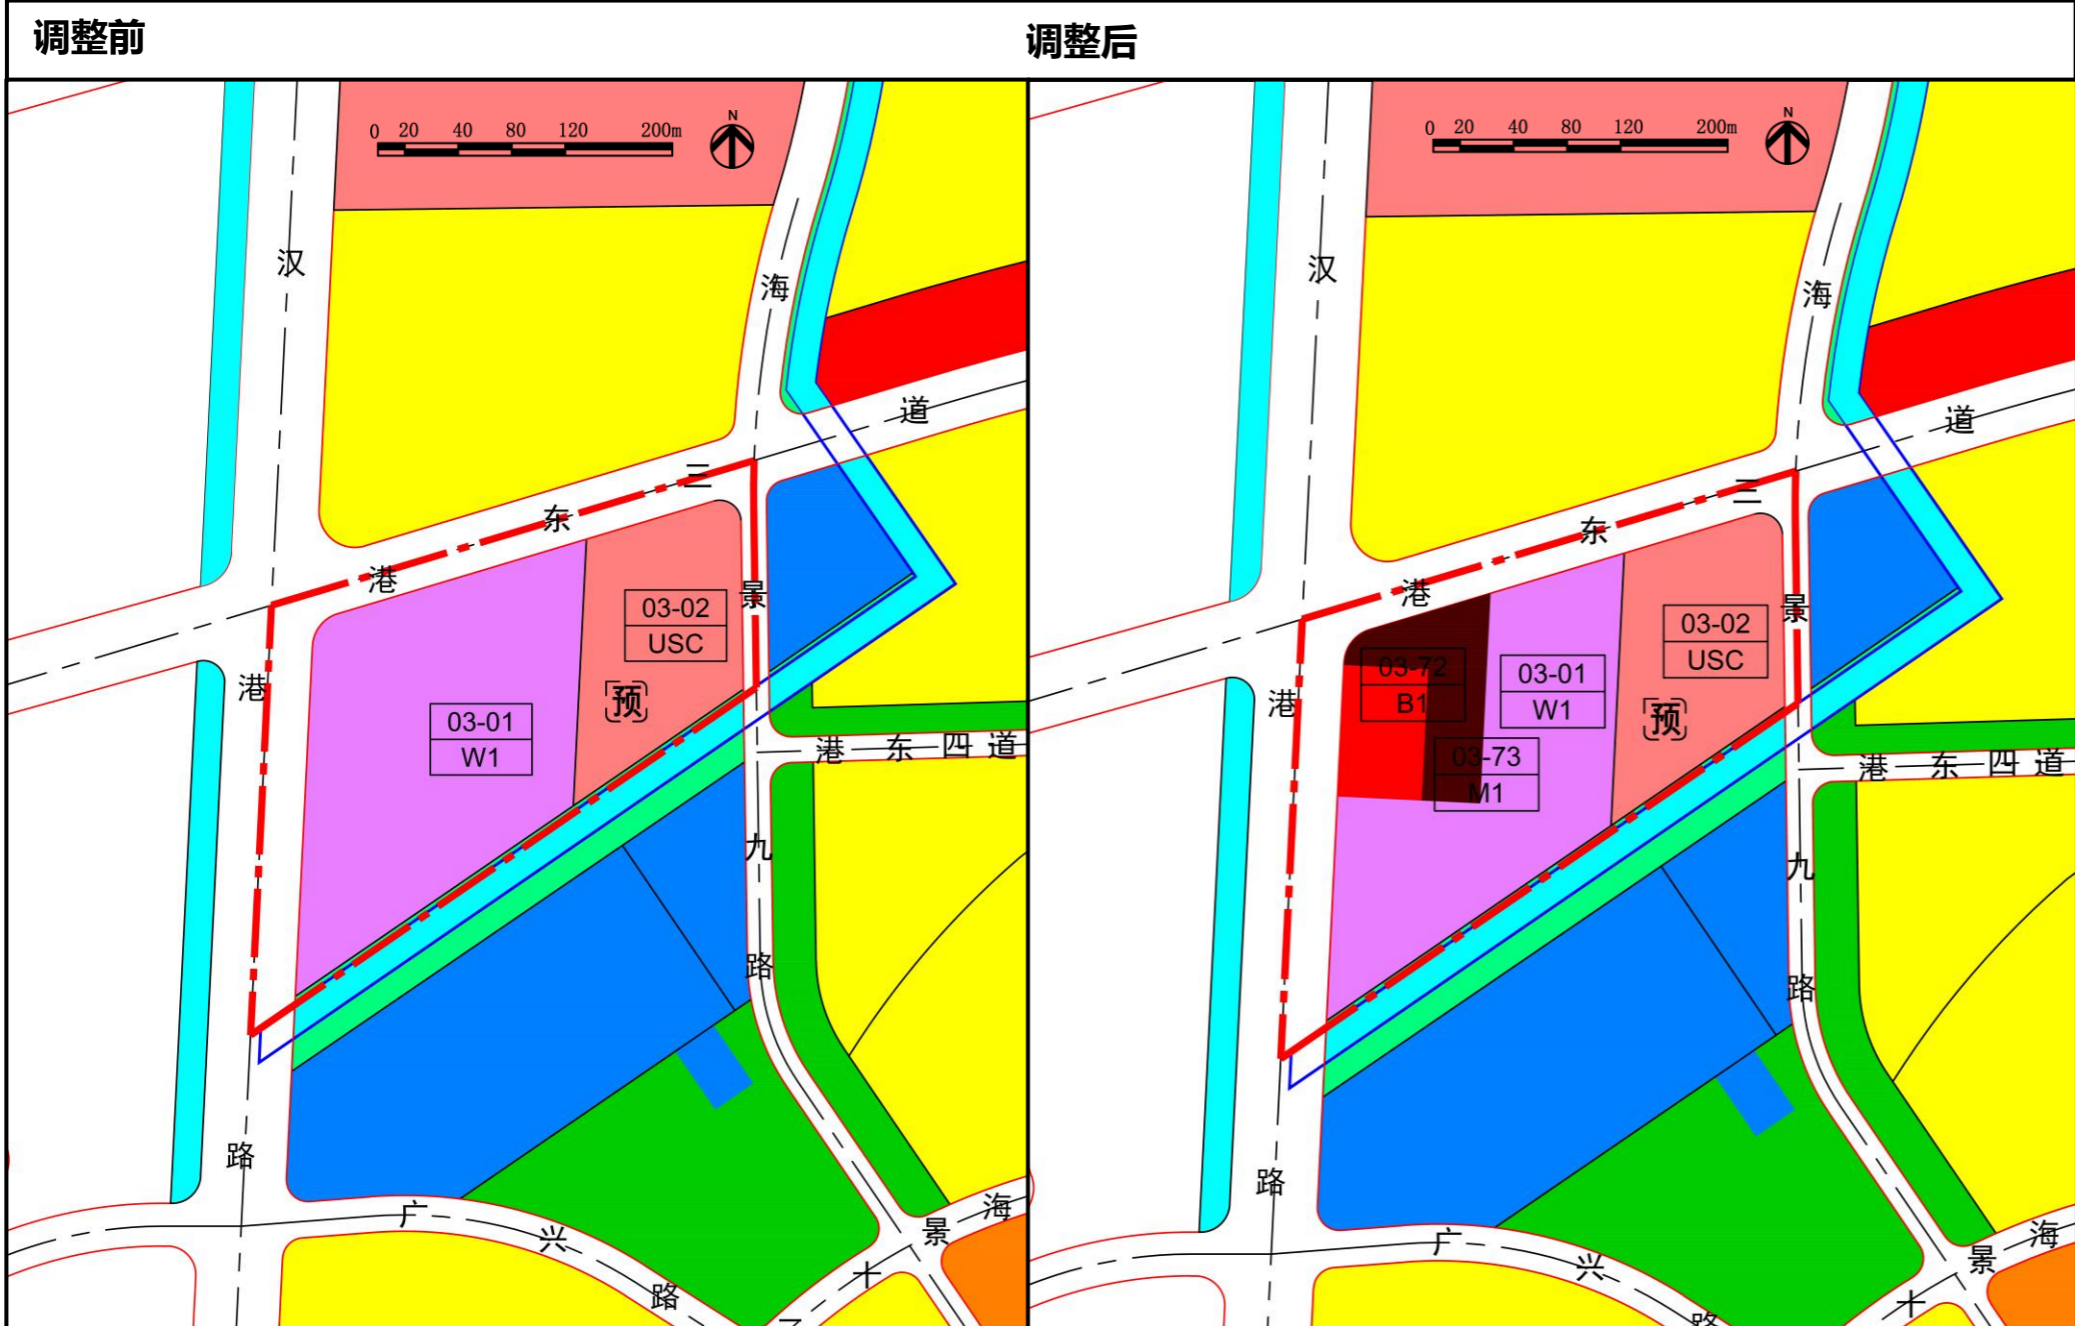 调整前
调整后
0 20 40 80 120 200m
N
汉
海
道
三
东
港
景
03-02
USC
预
港
03-01
W1
港东四道
九
路
路
广
兴
路
海
景
十
0 20 40 80 120 200m
N
汉
海
道
三
东
港
景
03-02
USC
预
03-72
B1
03-01
W1
03-73
M1
港
港东四道
九
路
路
广
兴
路
海
景
十